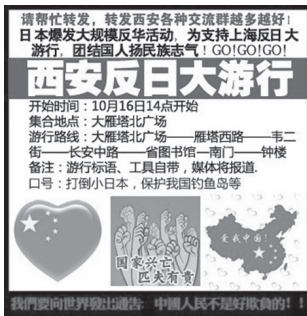 请帮忙转发，转发西安各种交流群越多越好！
日本爆发大规模反华活动，为支持上海反日大
游行，团结国人扬民族志气！GO!GO!GO!
西安反日大游行
开始时间：10月16日14点开始
集合地点：大雁塔北广场
游行路线：大雁塔北广场——雁塔西路——韦二
街——长安中路——省图书馆—南门——钟楼
备注：游行标语、工具自带，媒体将报道.
口号：打倒小日本，保护我国钓鱼岛等
国家兴亡
匹夫有责
爱我中国！
我們要向世界發出通告：中國人民不是好欺負的！！